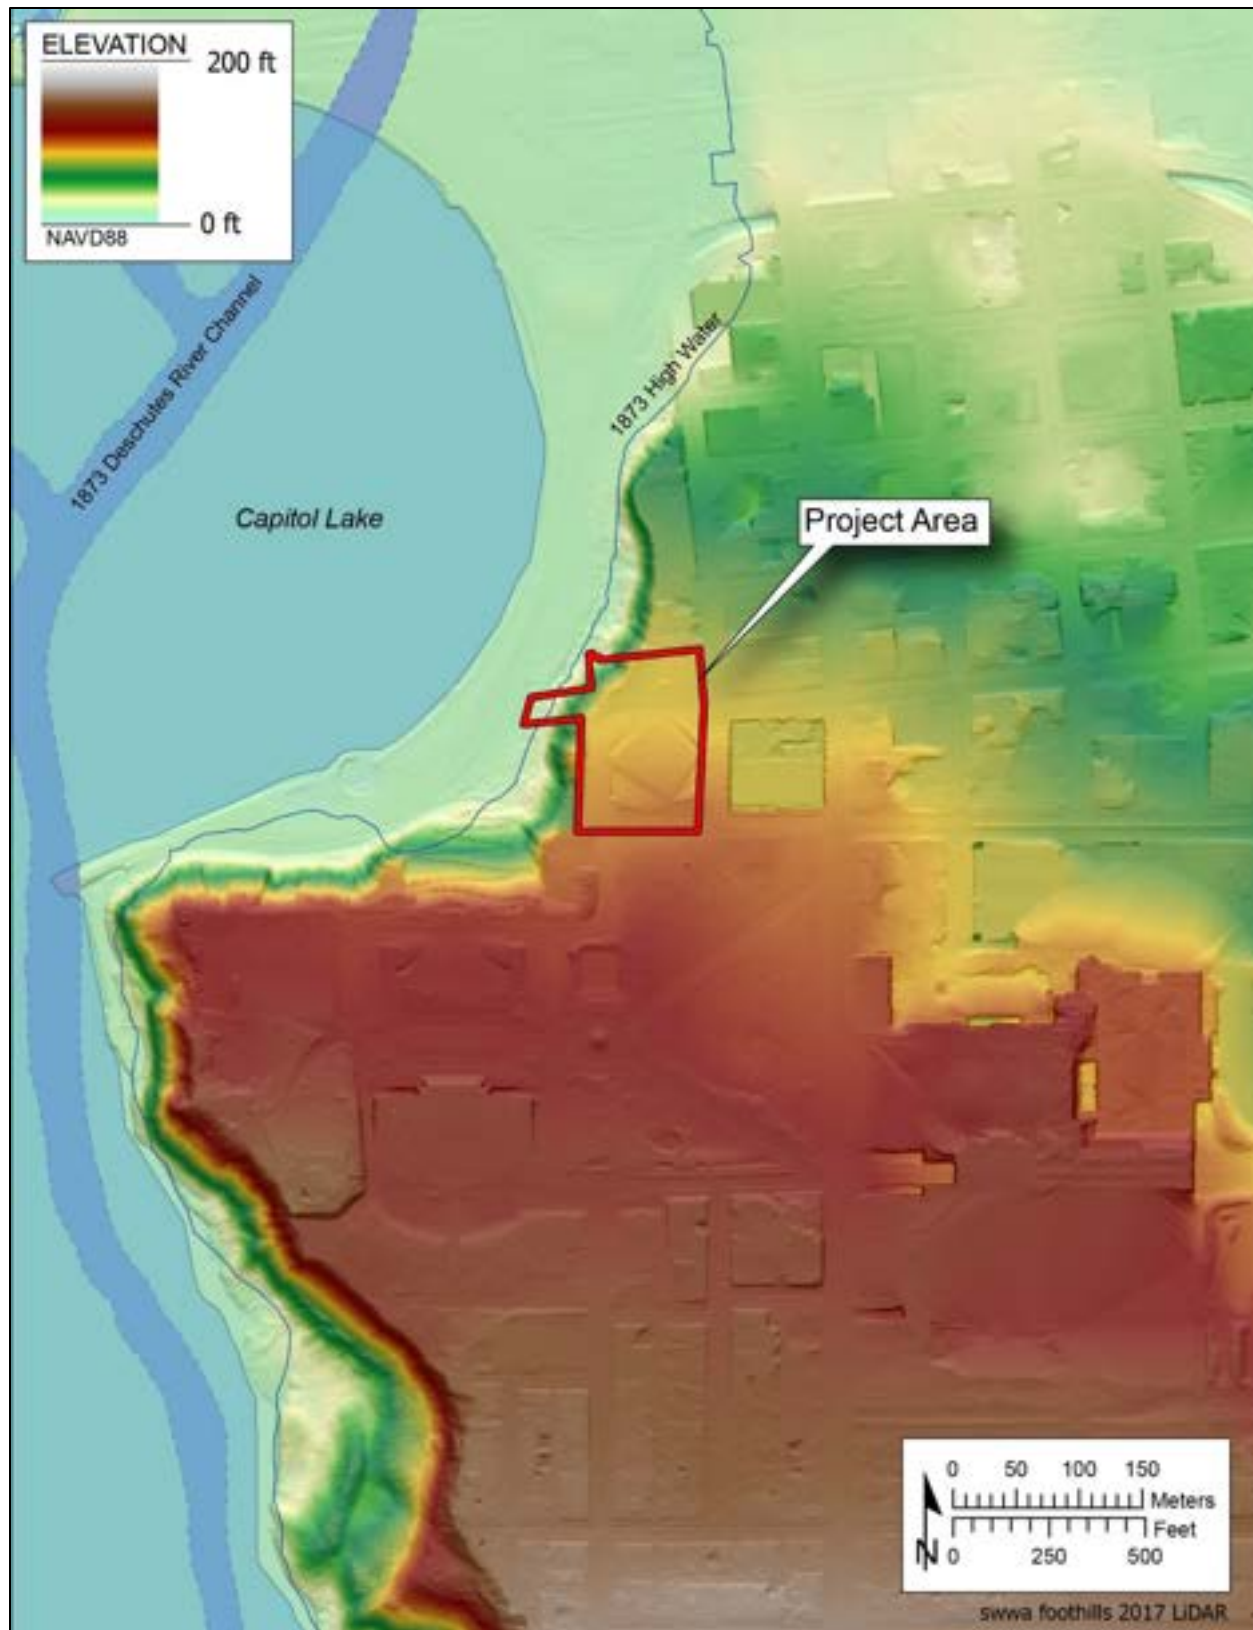 ELEVATION
200 ft
0 ft
NAVD88
1873 Deschutes River Channel
1873 High Water
Capitol Lake
Project Area
0 50 100 150
Meters
Feet
N
0 250 500
swwa foothills 2017 LiDAR